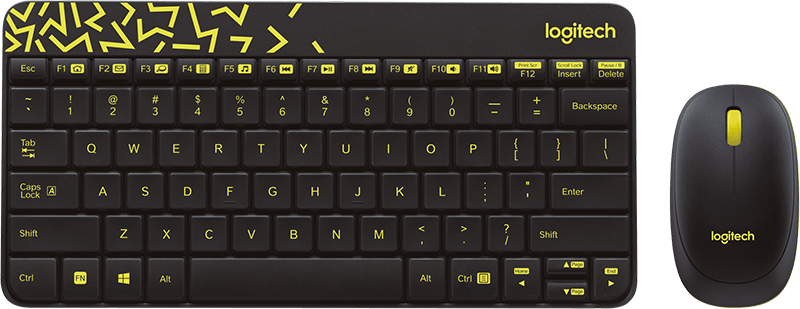 logitech
Esc F1 F2 F3 F4 F5 F6 F7 F8 F9 F10 F11 Print Scr F12 Scroll Lock Insert Pause / B Delete
~ ` ! 1 @ 2 # 3 $ 4 % 5 ^ 6 & 7 * 8 ( 9 ) 0 — - + = Backspace
Tab Q W E R T Y U I O P { [ } ] | \
Caps Lock A A S D F G H J K L : ; " ' Enter
Shift Z X C V B N M < , > . ? / Shift
Ctrl FN Alt Alt Ctrl Home ◄ ▲ Page ▼ Page End ►
logitech